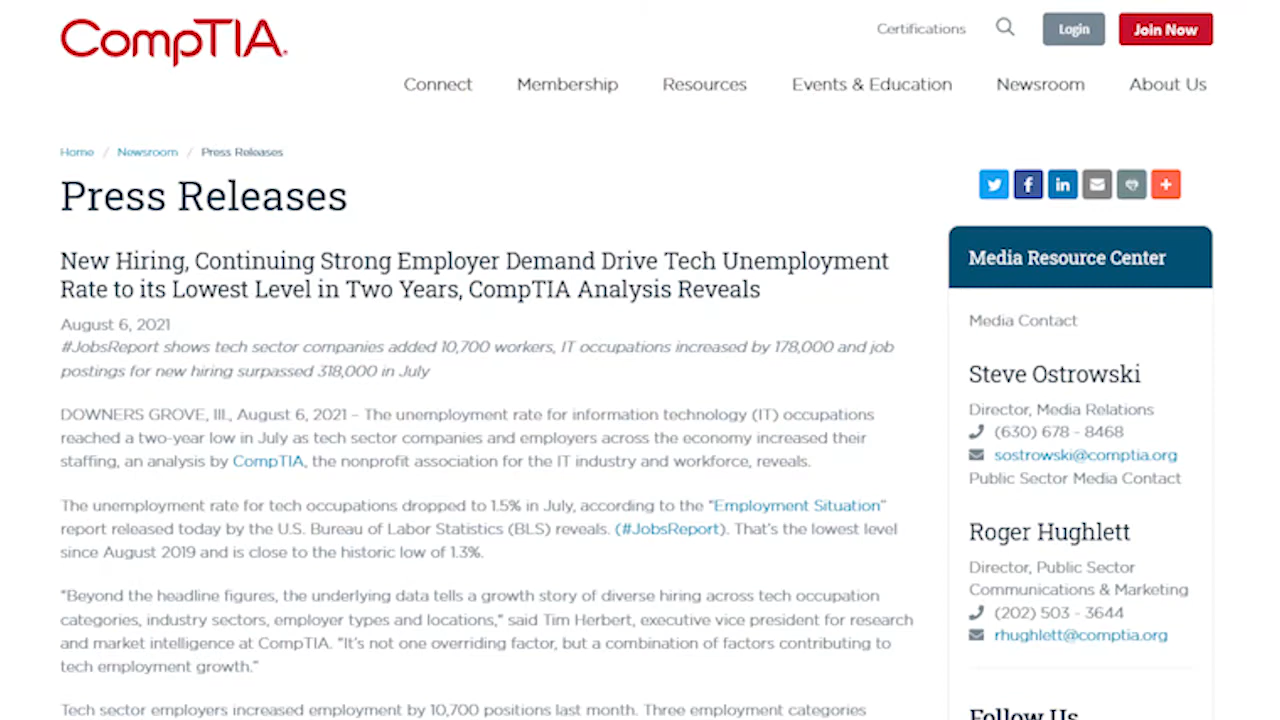 CompTIA.
Certifications
Login
Join Now
Connect
Membership
Resources
Events & Education
Newsroom
About Us
Home / Newsroom / Press Releases
Press Releases
New Hiring, Continuing Strong Employer Demand Drive Tech Unemployment
Rate to its Lowest Level in Two Years, CompTIA Analysis Reveals
August 6, 2021
#JobsReport shows tech sector companies added 10,700 workers, IT occupations increased by 178,000 and job
postings for new hiring surpassed 318,000 in July
DOWNERS GROVE, Ill., August 6, 2021 – The unemployment rate for information technology (IT) occupations
reached a two-year low in July as tech sector companies and employers across the economy increased their
staffing, an analysis by CompTIA, the nonprofit association for the IT industry and workforce, reveals.
The unemployment rate for tech occupations dropped to 1.5% in July, according to the “Employment Situation”
report released today by the U.S. Bureau of Labor Statistics (BLS) reveals. (#JobsReport). That’s the lowest level
since August 2019 and is close to the historic low of 1.3%.
“Beyond the headline figures, the underlying data tells a growth story of diverse hiring across tech occupation
categories, industry sectors, employer types and locations,” said Tim Herbert, executive vice president for research
and market intelligence at CompTIA. “It’s not one overriding factor, but a combination of factors contributing to
tech employment growth.”
Tech sector employers increased employment by 10,700 positions last month. Three employment categories
Media Resource Center
Media Contact
Steve Ostrowski
Director, Media Relations
(630) 678 - 8468
sostrowski@comptia.org
Public Sector Media Contact
Roger Hughlett
Director, Public Sector
Communications & Marketing
(202) 503 - 3644
rhughlett@comptia.org
Follow Us